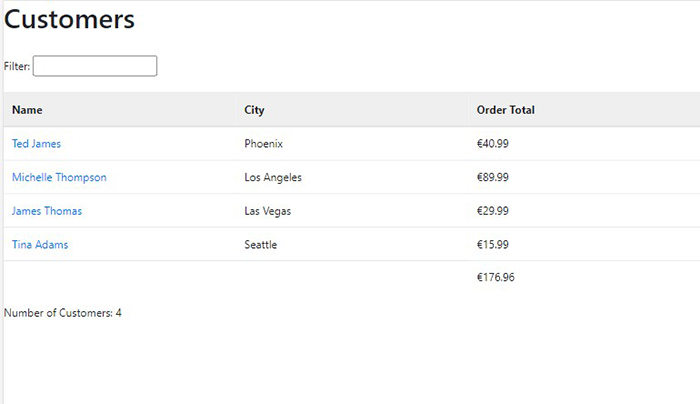 Customers
Filter:
Name City Order Total
Ted James Phoenix €40.99
Michelle Thompson Los Angeles €89.99
James Thomas Las Vegas €29.99
Tina Adams Seattle €15.99
€176.96
Number of Customers: 4